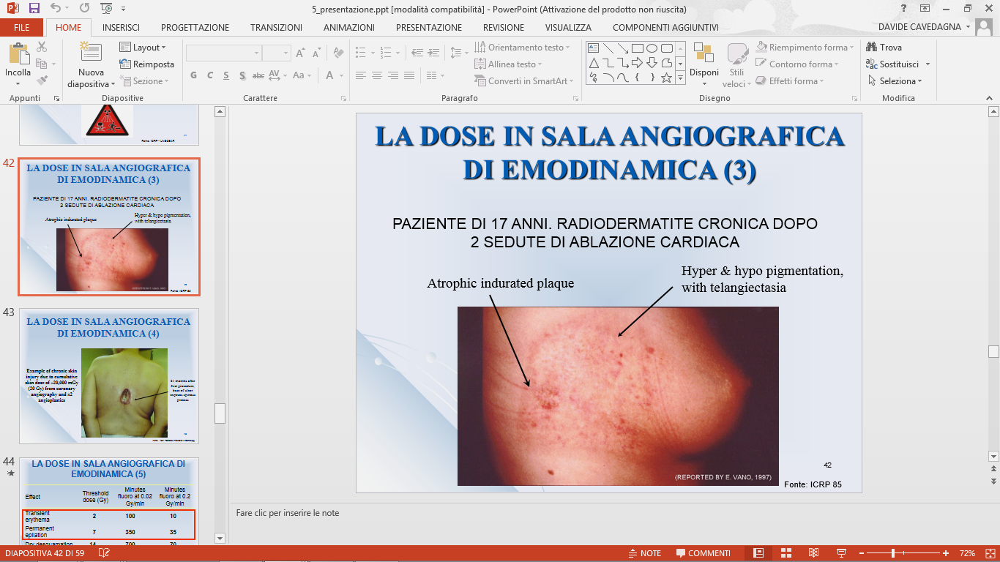 5_presentazione.ppt [modalità compatibilità] - PowerPoint (Attivazione del prodotto non riuscita)
FILE HOME INSERISCI PROGETTAZIONE TRANSIZIONI ANIMAZIONI PRESENTAZIONE REVISIONE VISUALIZZA COMPONENTI AGGIUNTIVI DAVIDE CAVEDAGNA
Incolla
Appunti
Nuova
diapositiva
Layout
Reimposta
Sezione
Diapositive
G C S S abc AV Aa A
Carattere
Orientamento testo
Allinea testo
Converti in SmartArt
Paragrafo
Disponi
Stili
veloci
Riempimento forma
Contorno forma
Effetti forma
Disegno
Trova
Sostituisci
Seleziona
Modifica
Fonte: ICRP - UNSCEAR
42
LA DOSE IN SALA ANGIOGRAFICA
DI EMODINAMICA (3)
PAZIENTE DI 17 ANNI. RADIODERMATITE CRONICA DOPO
2 SEDUTE DI ABLAZIONE CARDIACA
Atrophic indurated plaque
Hyper & hypo pigmentation,
with telangiectasia
Fonte: ICRP 85
43
LA DOSE IN SALA ANGIOGRAFICA
DI EMODINAMICA (4)
Example of chronic skin
injury due to cumulative
skin dose of ~20,000 mGy
(20 Gy) from coronary
angiography and x2
angioplastics
44
LA DOSE IN SALA ANGIOGRAFICA DI
EMODINAMICA (5)
Effect
Threshold
dose (Gy)
Minutes
fluoro at 0.02
Gy/min
Minutes
fluoro at 0.2
Gy/min
Transient
erythema
2 100 10
Permanent
epilation
7 350 35
Dry desquamation 14 700 70
LA DOSE IN SALA ANGIOGRAFICA
DI EMODINAMICA (3)
PAZIENTE DI 17 ANNI. RADIODERMATITE CRONICA DOPO
2 SEDUTE DI ABLAZIONE CARDIACA
Atrophic indurated plaque
Hyper & hypo pigmentation,
with telangiectasia
(REPORTED BY E. VANO, 1997)
42
Fonte: ICRP 85
Fare clic per inserire le note
DIAPOSITIVA 42 DI 59 NOTE COMMENTI 72%